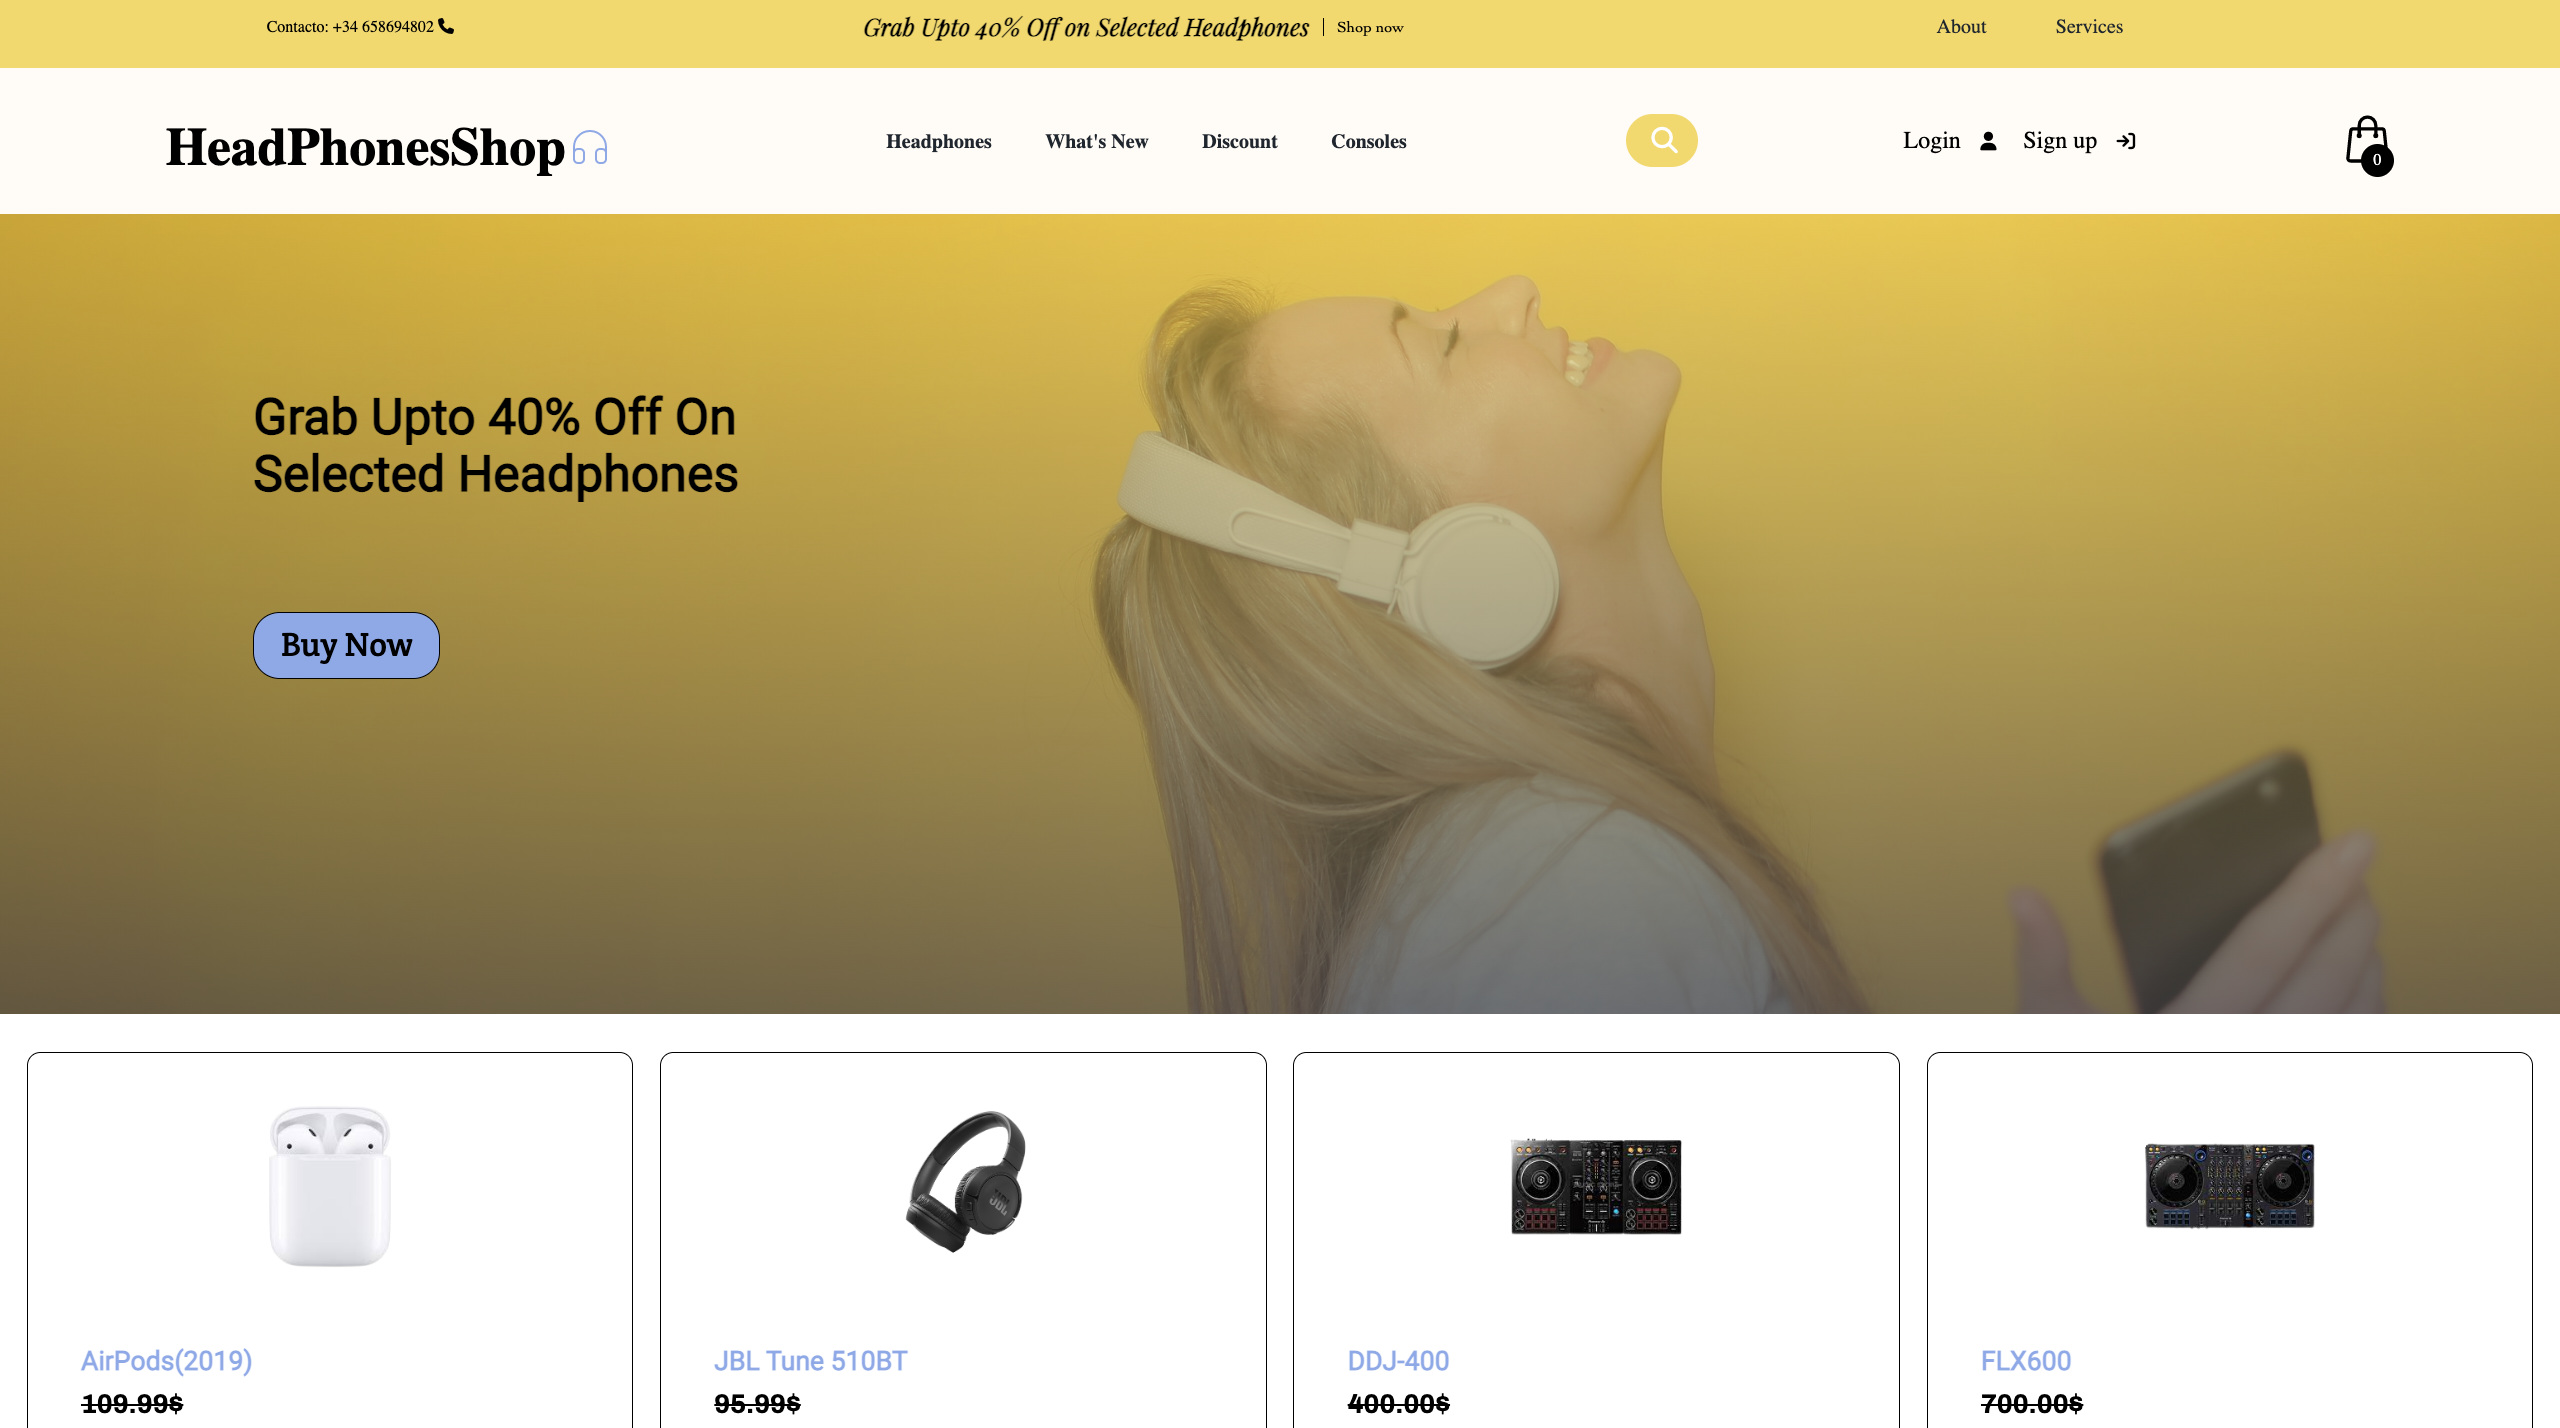 Contacto: +34 658694802
Grab Upto 40% Off on Selected Headphones
Shop now
About
Services
HeadPhonesShop
Headphones
What's New
Discount
Consoles
Login
Sign up
0
Grab Upto 40% Off On
Selected Headphones
Buy Now
JBL
AirPods(2019)
JBL Tune 510BT
DDJ-400
FLX600
109.99$
95.99$
400.00$
700.00$